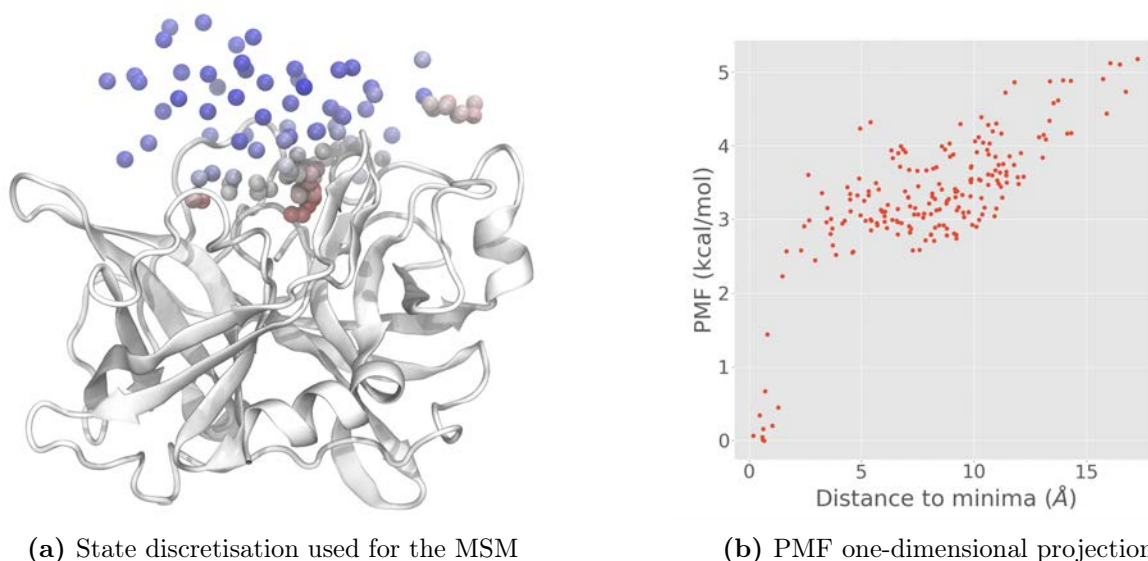 5
4
3
2
1
0
PMF (kcal/mol)
0 5 10 15
Distance to minima (Å)
(a) State discretisation used for the MSM
(b) PMF one-dimensional projection